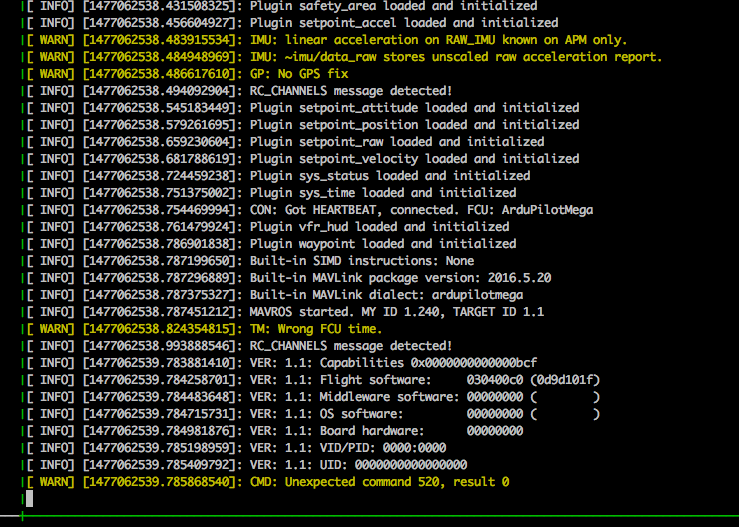 [ INFO] [1477062538.431508325]: Plugin safety_area loaded and initialized
[ INFO] [1477062538.456604927]: Plugin setpoint_accel loaded and initialized
[ WARN] [1477062538.483915534]: IMU: linear acceleration on RAW_IMU known on APM only.
[ WARN] [1477062538.484948969]: IMU: ~imu/data_raw stores unscaled raw acceleration report.
[ WARN] [1477062538.486617610]: GP: No GPS fix
[ INFO] [1477062538.494092904]: RC_CHANNELS message detected!
[ INFO] [1477062538.545183449]: Plugin setpoint_attitude loaded and initialized
[ INFO] [1477062538.579261695]: Plugin setpoint_position loaded and initialized
[ INFO] [1477062538.659230604]: Plugin setpoint_raw loaded and initialized
[ INFO] [1477062538.681788619]: Plugin setpoint_velocity loaded and initialized
[ INFO] [1477062538.724459238]: Plugin sys_status loaded and initialized
[ INFO] [1477062538.751375002]: Plugin sys_time loaded and initialized
[ INFO] [1477062538.754469994]: CON: Got HEARTBEAT, connected. FCU: ArduPilotMega
[ INFO] [1477062538.761479924]: Plugin vfr_hud loaded and initialized
[ INFO] [1477062538.786901838]: Plugin waypoint loaded and initialized
[ INFO] [1477062538.787199650]: Built-in SIMD instructions: None
[ INFO] [1477062538.787296889]: Built-in MAVLink package version: 2016.5.20
[ INFO] [1477062538.787375327]: Built-in MAVLink dialect: ardupilotmega
[ INFO] [1477062538.787451212]: MAVROS started. MY ID 1.240, TARGET ID 1.1
[ WARN] [1477062538.824354815]: TM: Wrong FCU time.
[ INFO] [1477062538.993888546]: RC_CHANNELS message detected!
[ INFO] [1477062539.783881410]: VER: 1.1: Capabilities 0x0000000000000bcf
[ INFO] [1477062539.784258701]: VER: 1.1: Flight software: 030400c0 (0d9d101f)
[ INFO] [1477062539.784483648]: VER: 1.1: Middleware software: 00000000 ( )
[ INFO] [1477062539.784715731]: VER: 1.1: OS software: 00000000 ( )
[ INFO] [1477062539.784981876]: VER: 1.1: Board hardware: 00000000
[ INFO] [1477062539.785198959]: VER: 1.1: VID/PID: 0000:0000
[ INFO] [1477062539.785409792]: VER: 1.1: UID: 0000000000000000
[ WARN] [1477062539.785868540]: CMD: Unexpected command 520, result 0